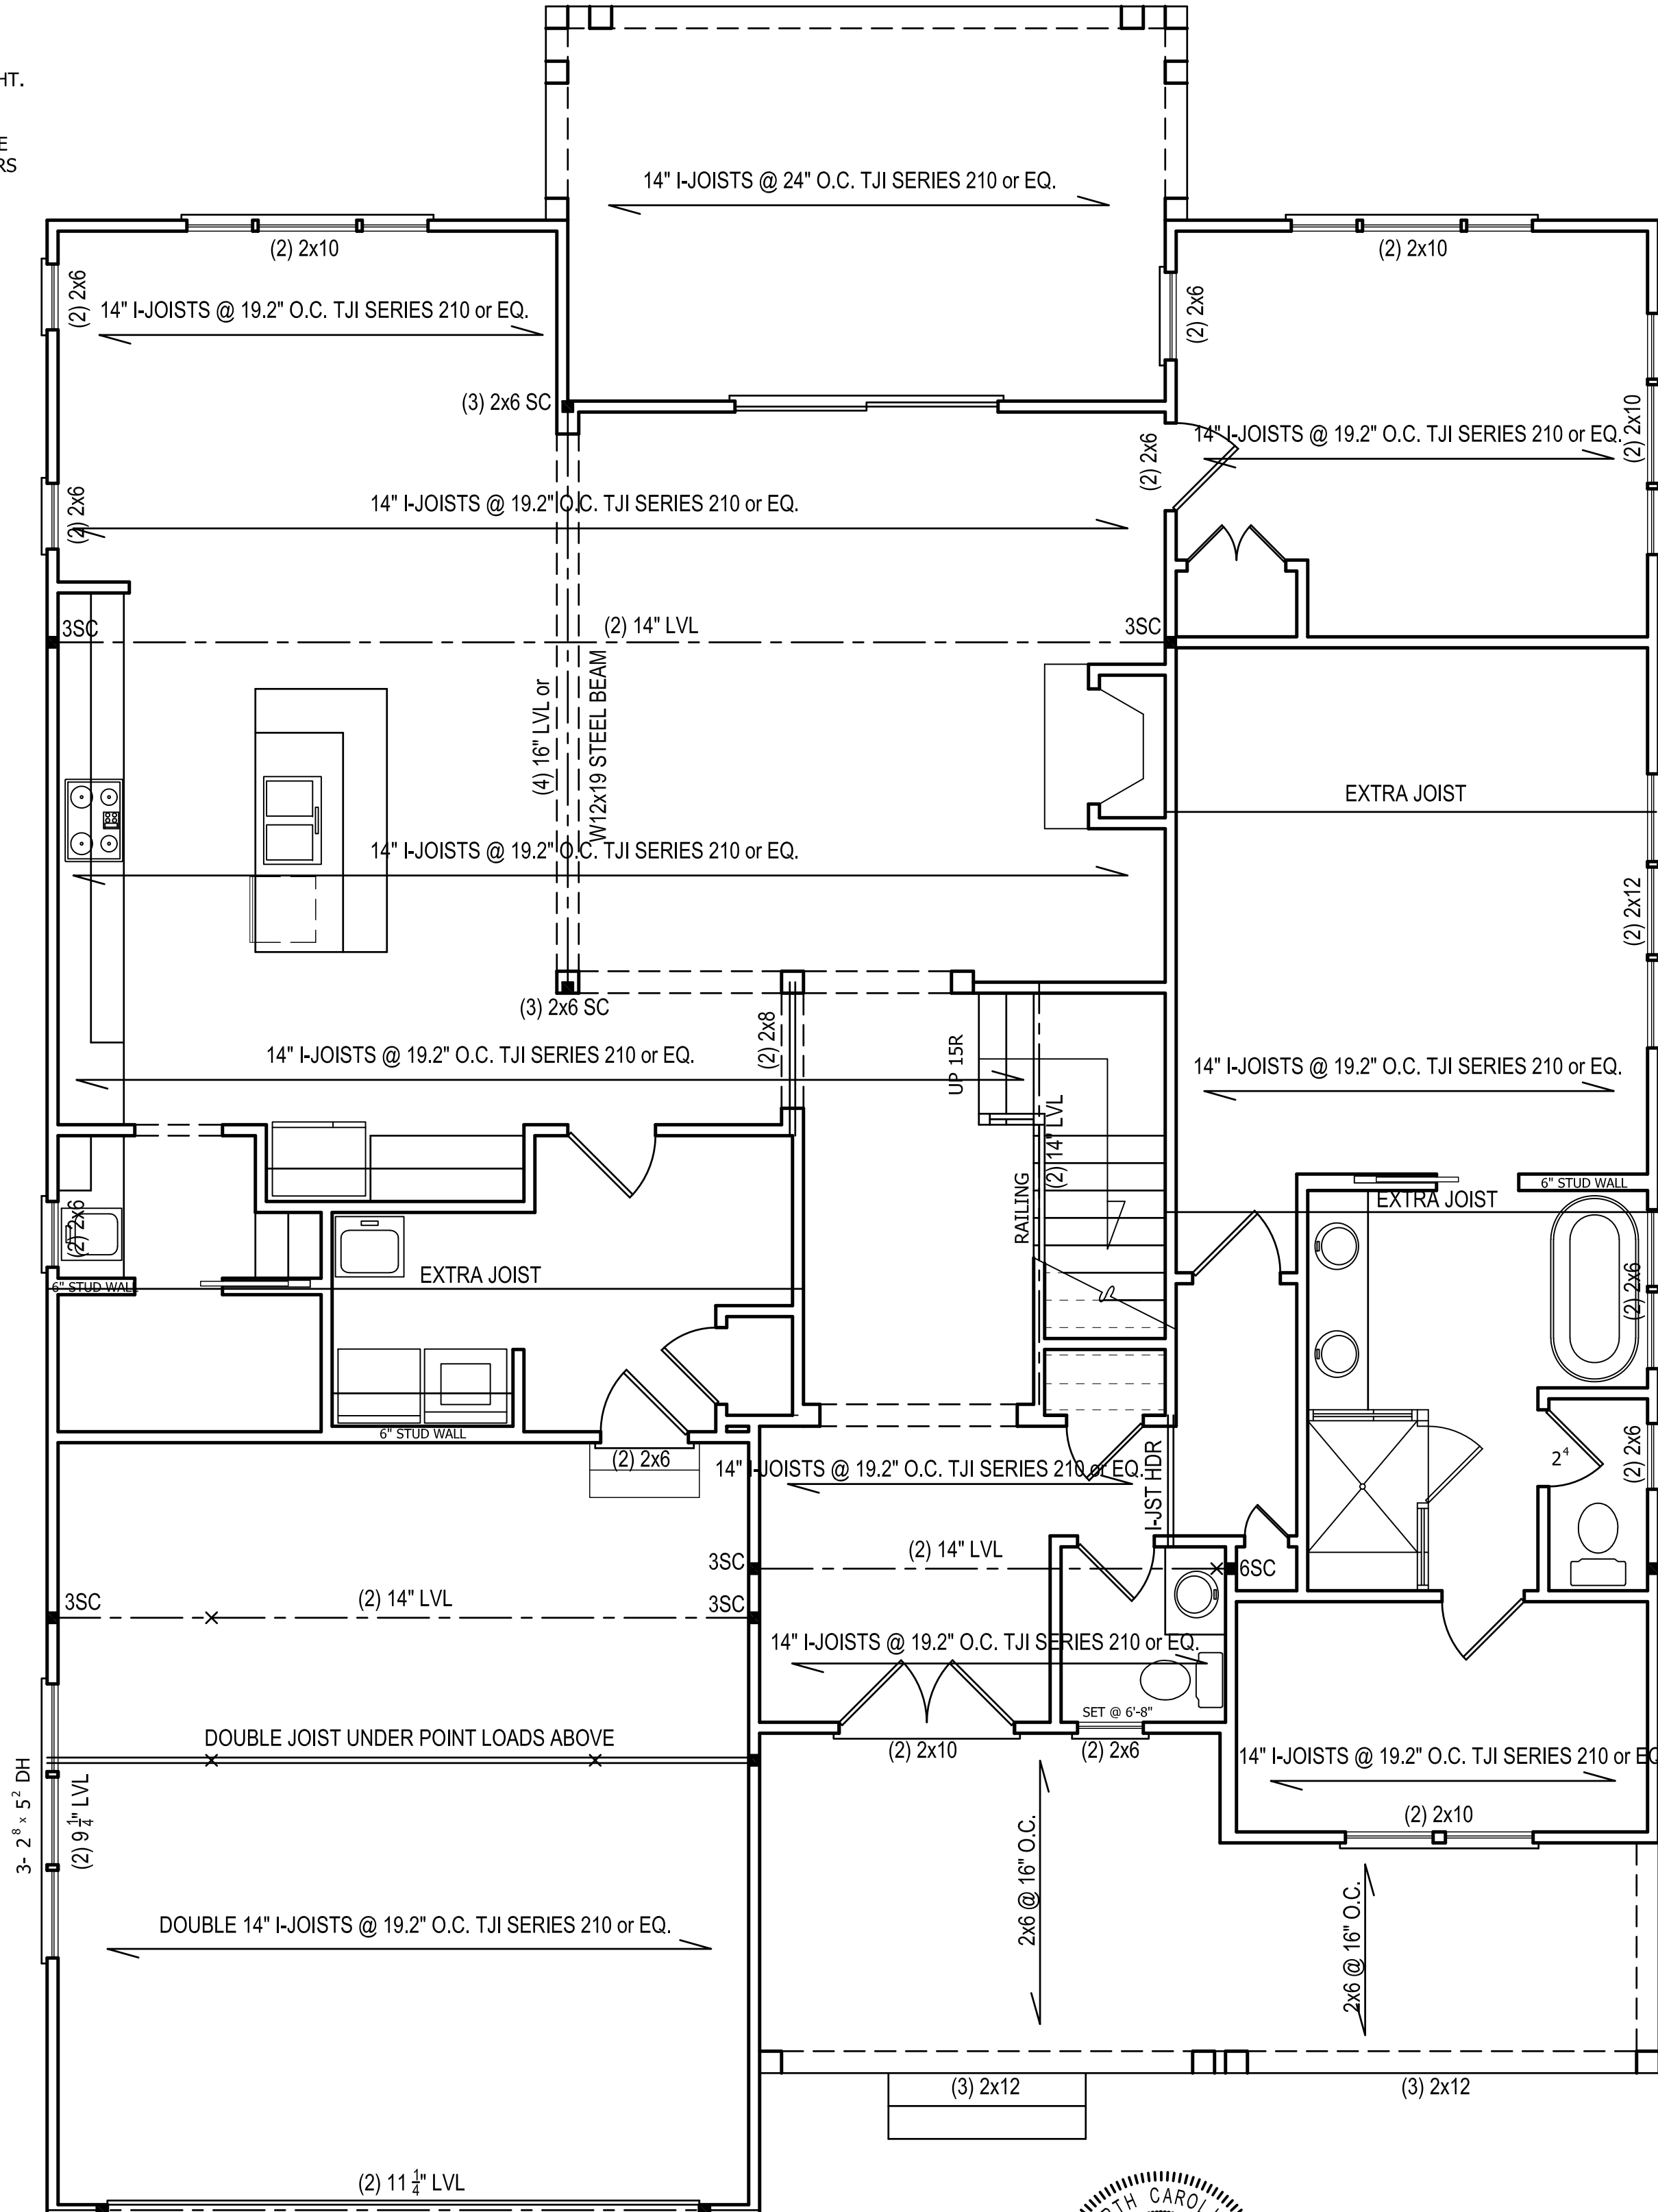 HT.
E
RS
14" I-JOISTS @ 24" O.C. TJI SERIES 210 or EQ.
(2) 2x10
(2) 2x10
(2) 2x6
14" I-JOISTS @ 19.2" O.C. TJI SERIES 210 or EQ.
(2) 2x6
(3) 2x6 SC
(2) 2x6
14" I-JOISTS @ 19.2" O.C. TJI SERIES 210 or EQ.
(2) 2x10
(2) 2x6
14" I-JOISTS @ 19.2" O.C. TJI SERIES 210 or EQ.
3SC
(2) 14" LVL
3SC
(4) 16" LVL or
W12x19 STEEL BEAM
EXTRA JOIST
14" I-JOISTS @ 19.2" O.C. TJI SERIES 210 or EQ.
(2) 2x12
(3) 2x6 SC
(2) 2x8
14" I-JOISTS @ 19.2" O.C. TJI SERIES 210 or EQ.
UP 15R
14" I-JOISTS @ 19.2" O.C. TJI SERIES 210 or EQ.
(2) 14" LVL
RAILING
6" STUD WALL
EXTRA JOIST
(2) 2x6
EXTRA JOIST
6" STUD WALL
(2) 2x6
6" STUD WALL
(2) 2x6
14" I-JOISTS @ 19.2" O.C. TJI SERIES 210 or EQ.
I-JST HDR
2⁴
(2) 2x6
3SC
(2) 14" LVL
6SC
3SC
(2) 14" LVL
3SC
14" I-JOISTS @ 19.2" O.C. TJI SERIES 210 or EQ.
SET @ 6'-8"
DOUBLE JOIST UNDER POINT LOADS ABOVE
(2) 2x10
(2) 2x6
14" I-JOISTS @ 19.2" O.C. TJI SERIES 210 or EQ
3- 2⁸ x 5² DH
(2) 9 1/4" LVL
(2) 2x10
2x6 @ 16" O.C.
2x6 @ 16" O.C.
DOUBLE 14" I-JOISTS @ 19.2" O.C. TJI SERIES 210 or EQ.
(3) 2x12
(3) 2x12
(2) 11 1/4" LVL
RTH CAROL